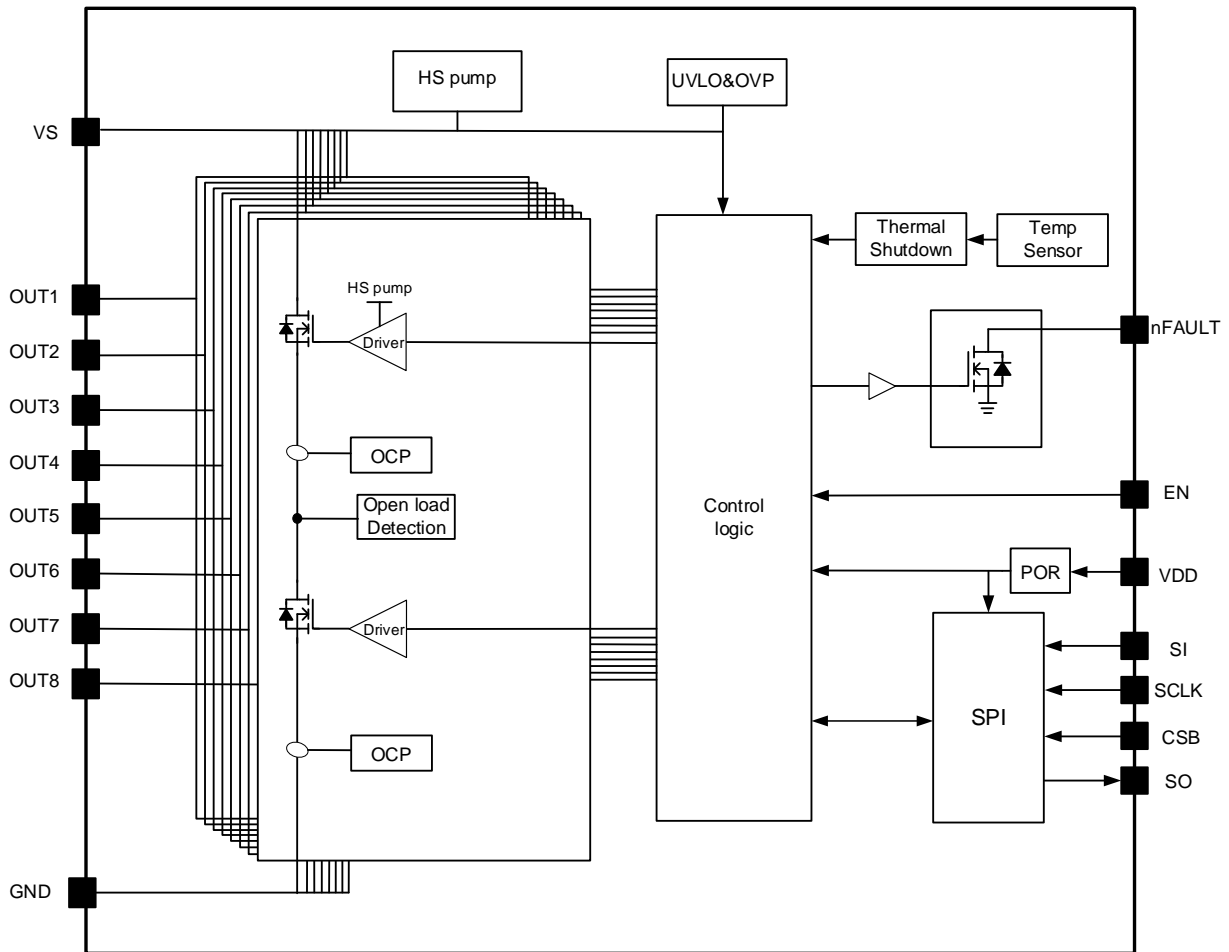 HS pump
UVLO&OVP
VS
Thermal
Shutdown
Temp
Sensor
HS pump
Driver
OUT1
OUT2
OUT3
OUT4
OUT5
OUT6
OUT7
OUT8
GND
OCP
Open load
Detection
Driver
OCP
Control
logic
nFAULT
EN
POR
VDD
SPI
SI
SCLK
CSB
SO